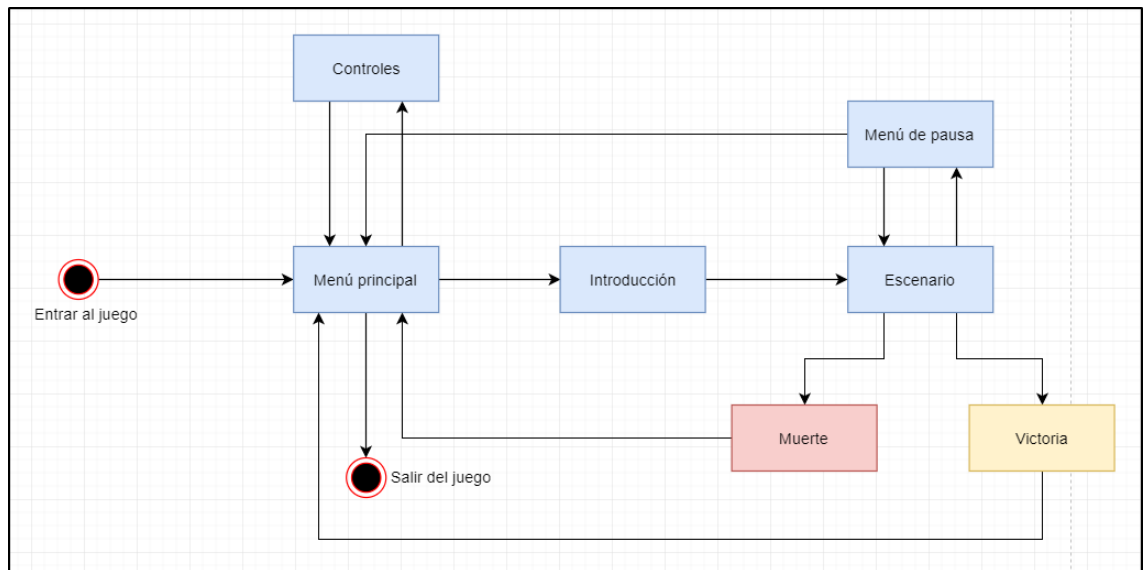 Controles
Menú de pausa
Menú principal
Introducción
Escenario
Entrar al juego
Muerte
Victoria
Salir del juego